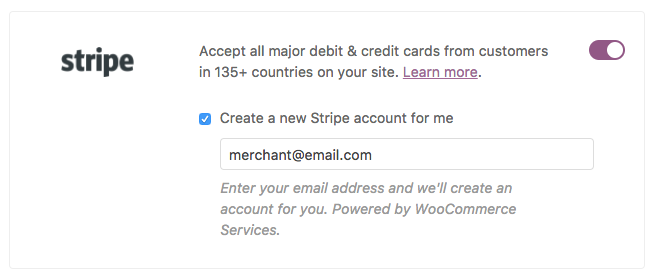 stripe
Accept all major debit & credit cards from customers
in 135+ countries on your site. Learn more.
Create a new Stripe account for me
merchant@email.com
Enter your email address and we'll create an
account for you. Powered by WooCommerce
Services.